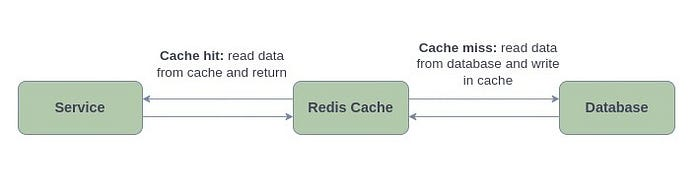 Cache hit: read data
from cache and return
Cache miss: read data
from database and write
in cache
Service
Redis Cache
Database